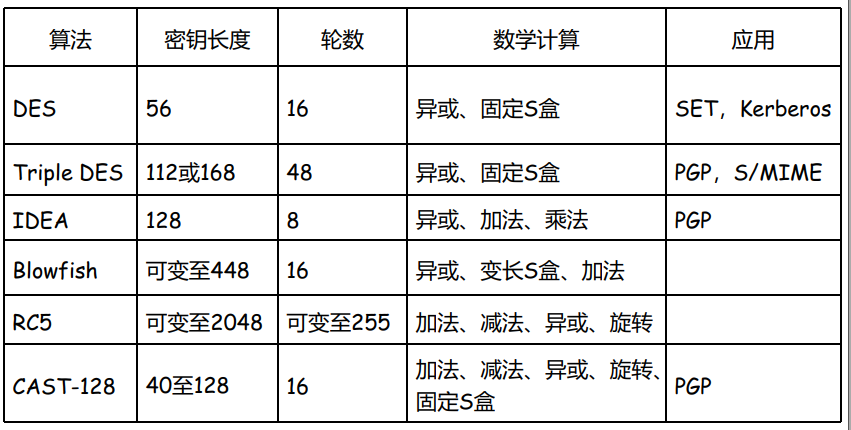 算法 密钥长度 轮数 数学计算 应用
DES 56 16 异或、固定S盒 SET，Kerberos
Triple DES 112或168 48 异或、固定S盒 PGP，S/MIME
IDEA 128 8 异或、加法、乘法 PGP
Blowfish 可变至448 16 异或、变长S盒、加法
RC5 可变至2048 可变至255 加法、减法、异或、旋转
CAST-128 40至128 16 加法、减法、异或、旋转、
固定S盒 PGP